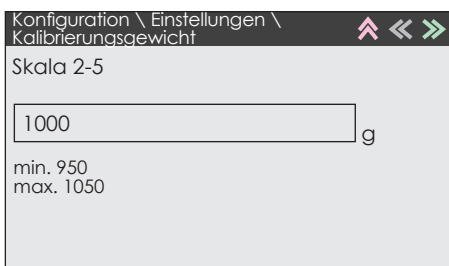 Konfiguration \ Einstellungen \
Kalibrierungsgewicht
Skala 2-5
1000
g
min. 950
max. 1050